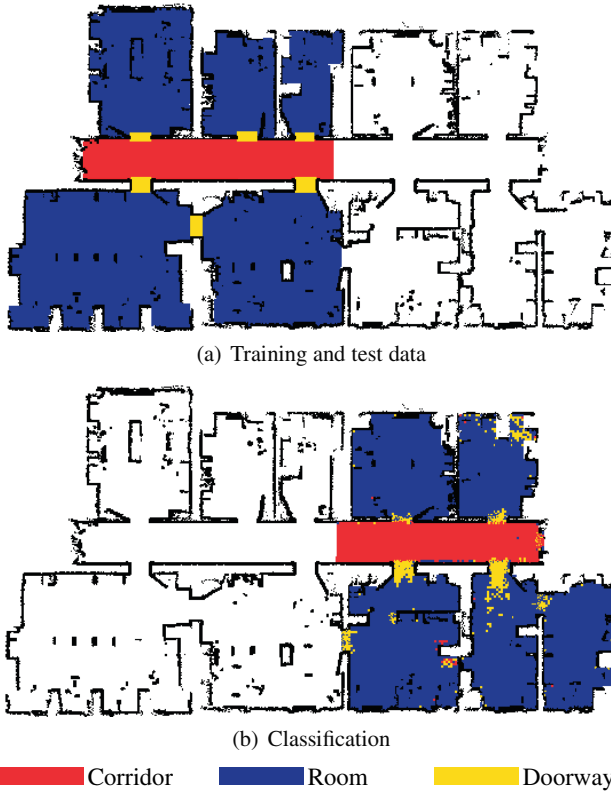 (a) Training and test data
(b) Classification
Corridor Room Doorway